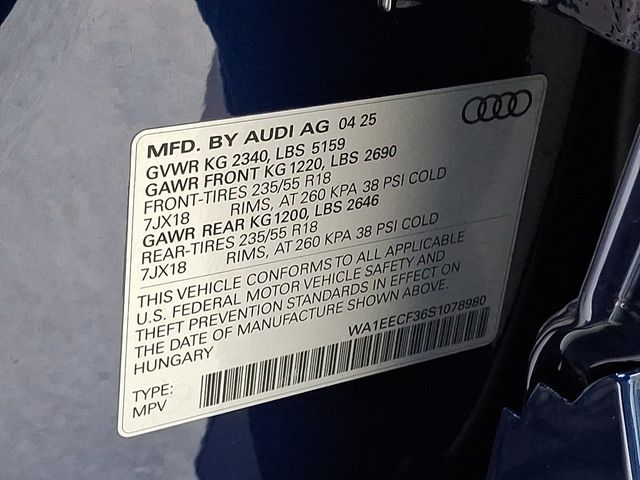 MFD. BY AUDI AG 04 25
GVWR KG 2340, LBS 5159
GAWR FRONT KG 1220, LBS 2690
FRONT-TIRES 235/55 R18
7JX18 RIMS, AT 260 KPA 38 PSI COLD
GAWR REAR KG1200, LBS 2646
REAR-TIRES 235/55 R18
7JX18 RIMS, AT 260 KPA 38 PSI COLD
THIS VEHICLE CONFORMS TO ALL APPLICABLE
U.S. FEDERAL MOTOR VEHICLE SAFETY AND
THEFT PREVENTION STANDARDS IN EFFECT ON
THE DATE OF MANUFACTURE SHOWN ABOVE.
HUNGARY WA1EECF36S1078980
TYPE:
MPV